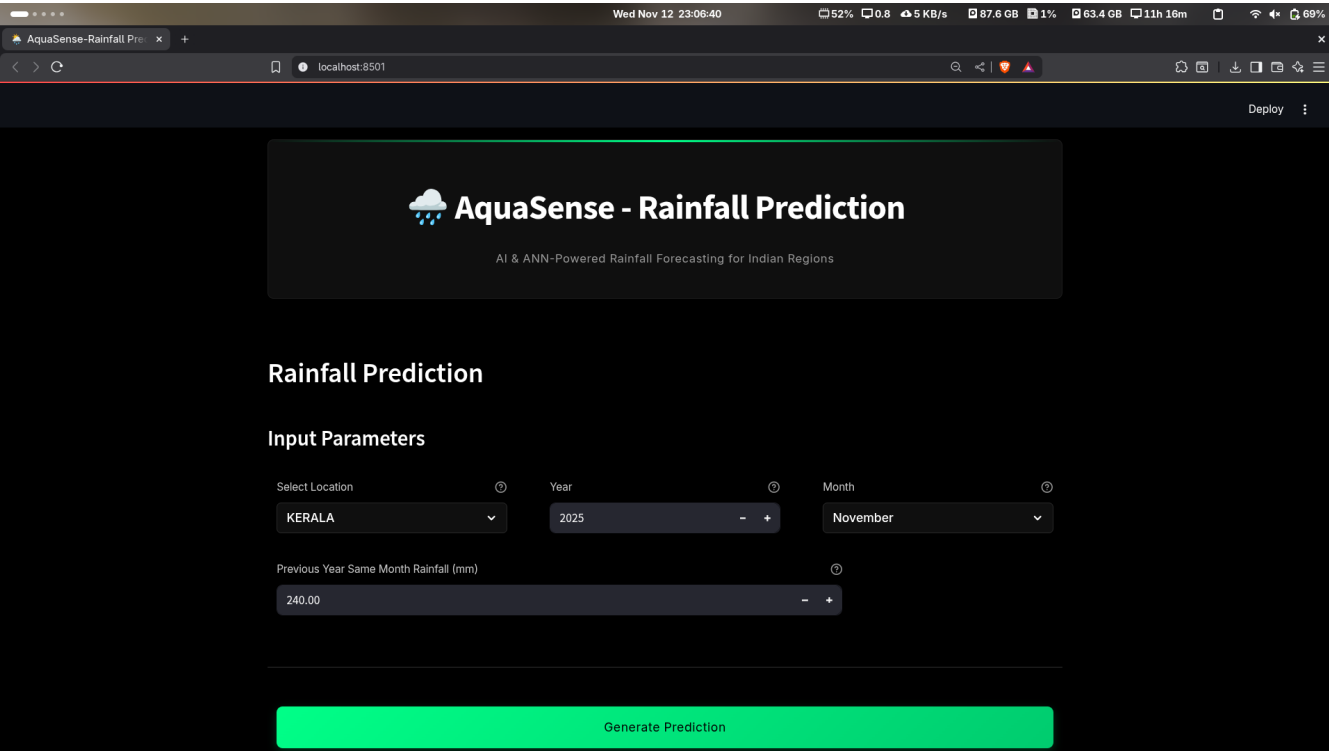 Wed Nov 12 23:06:40
52% 0.8 5 KB/s 87.6 GB 1% 63.4 GB 11h 16m 69%
AquaSense-Rainfall Pre
localhost:8501
Deploy
AquaSense - Rainfall Prediction
AI & ANN-Powered Rainfall Forecasting for Indian Regions
Rainfall Prediction
Input Parameters
Select Location Year Month
KERALA 2025 November
Previous Year Same Month Rainfall (mm)
240.00
Generate Prediction